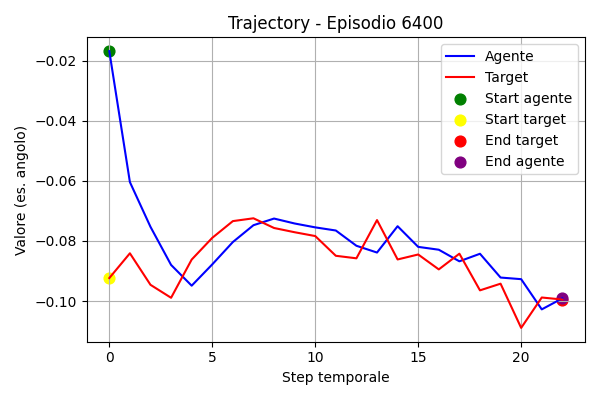 Trajectory - Episodio 6400
Valore (es. angolo)
−0.02
−0.04
−0.06
−0.08
−0.10
Agente
Target
Start agente
Start target
End target
End agente
0 5 10 15 20
Step temporale